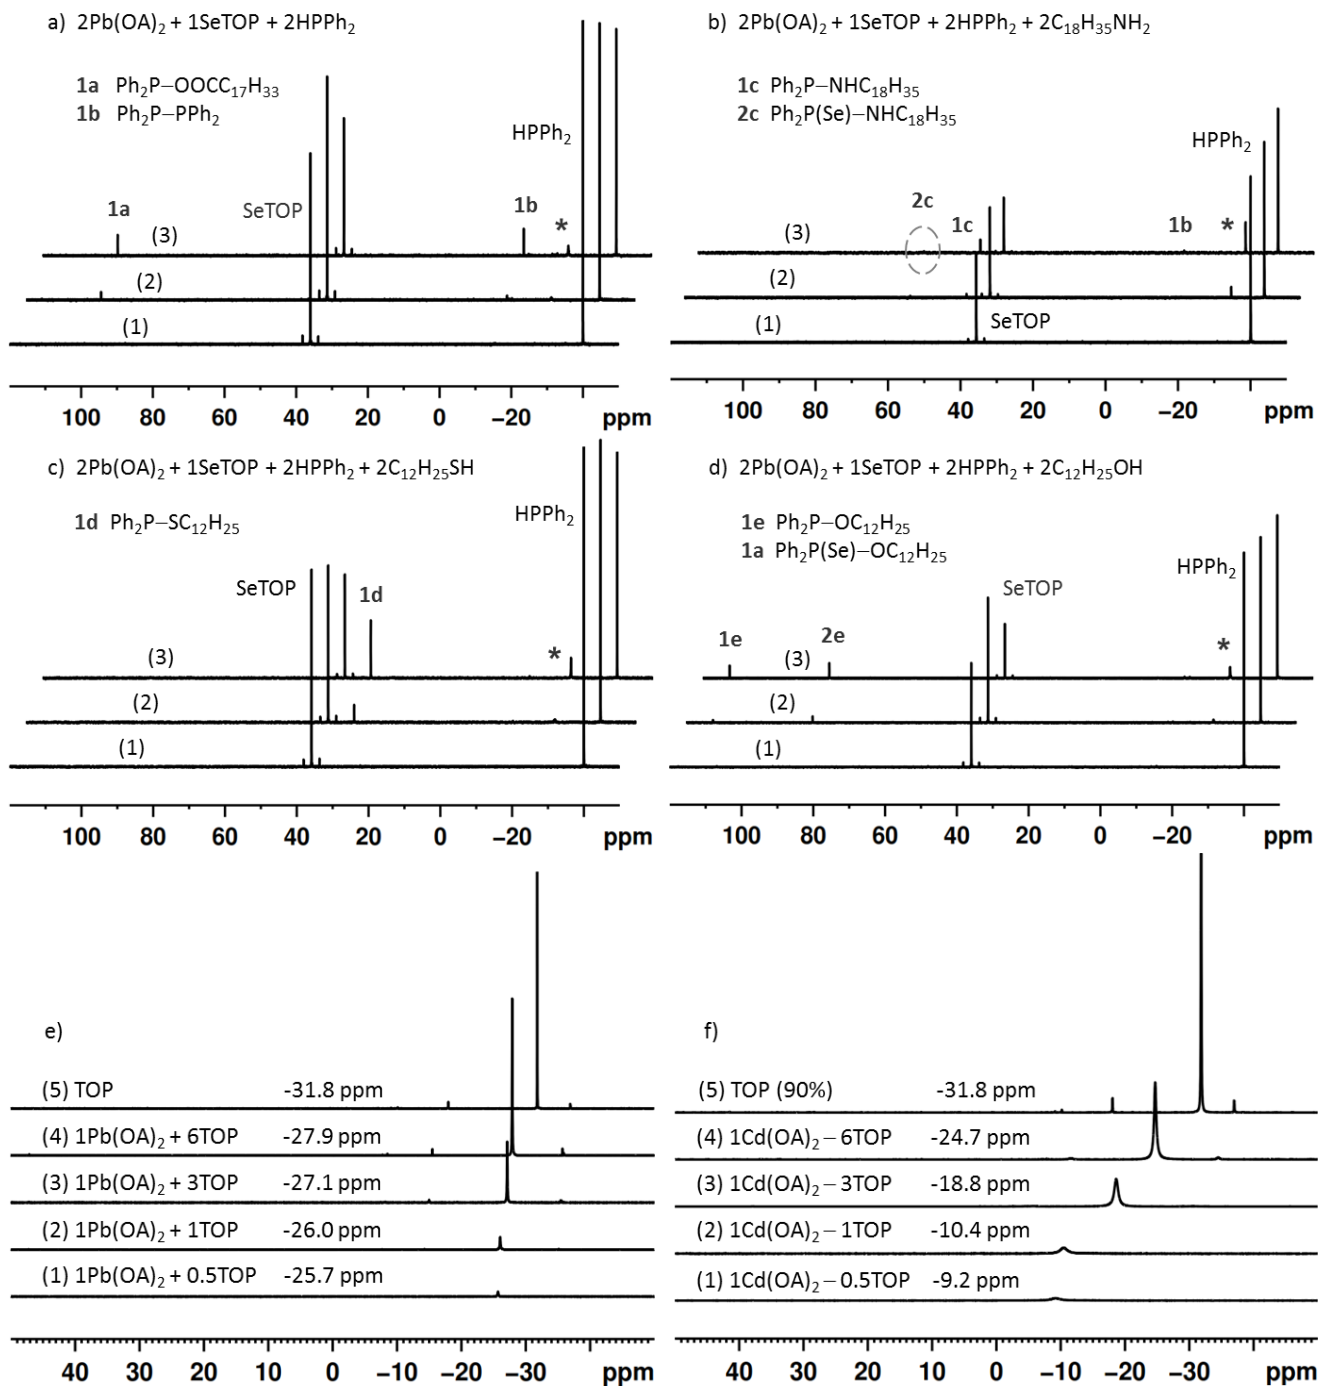 a) 2Pb(OA)₂ + 1SeTOP + 2HPPh₂
1a Ph₂P–OOCC₁₇H₃₃
1b Ph₂P–PPh₂
HPPh₂
1a
SeTOP
1b
*
(3)
(2)
(1)
100 80 60 40 20 0 −20 ppm
b) 2Pb(OA)₂ + 1SeTOP + 2HPPh₂ + 2C₁₈H₃₅NH₂
1c Ph₂P–NHC₁₈H₃₅
2c Ph₂P(Se)–NHC₁₈H₃₅
HPPh₂
2c
1c
1b
*
(3)
(2)
(1)
SeTOP
100 80 60 40 20 0 −20 ppm
c) 2Pb(OA)₂ + 1SeTOP + 2HPPh₂ + 2C₁₂H₂₅SH
1d Ph₂P–SC₁₂H₂₅
HPPh₂
SeTOP
1d
*
(3)
(2)
(1)
100 80 60 40 20 0 −20 ppm
d) 2Pb(OA)₂ + 1SeTOP + 2HPPh₂ + 2C₁₂H₂₅OH
1e Ph₂P–OC₁₂H₂₅
1a Ph₂P(Se)–OC₁₂H₂₅
HPPh₂
SeTOP
1e
2e
*
(3)
(2)
(1)
100 80 60 40 20 0 −20 ppm
e)
(5) TOP -31.8 ppm
(4) 1Pb(OA)₂ + 6TOP -27.9 ppm
(3) 1Pb(OA)₂ + 3TOP -27.1 ppm
(2) 1Pb(OA)₂ + 1TOP -26.0 ppm
(1) 1Pb(OA)₂ + 0.5TOP -25.7 ppm
40 30 20 10 0 −10 −20 −30 ppm
f)
(5) TOP (90%) -31.8 ppm
(4) 1Cd(OA)₂ – 6TOP -24.7 ppm
(3) 1Cd(OA)₂ – 3TOP -18.8 ppm
(2) 1Cd(OA)₂ – 1TOP -10.4 ppm
(1) 1Cd(OA)₂ – 0.5TOP -9.2 ppm
40 30 20 10 0 −10 −20 −30 ppm